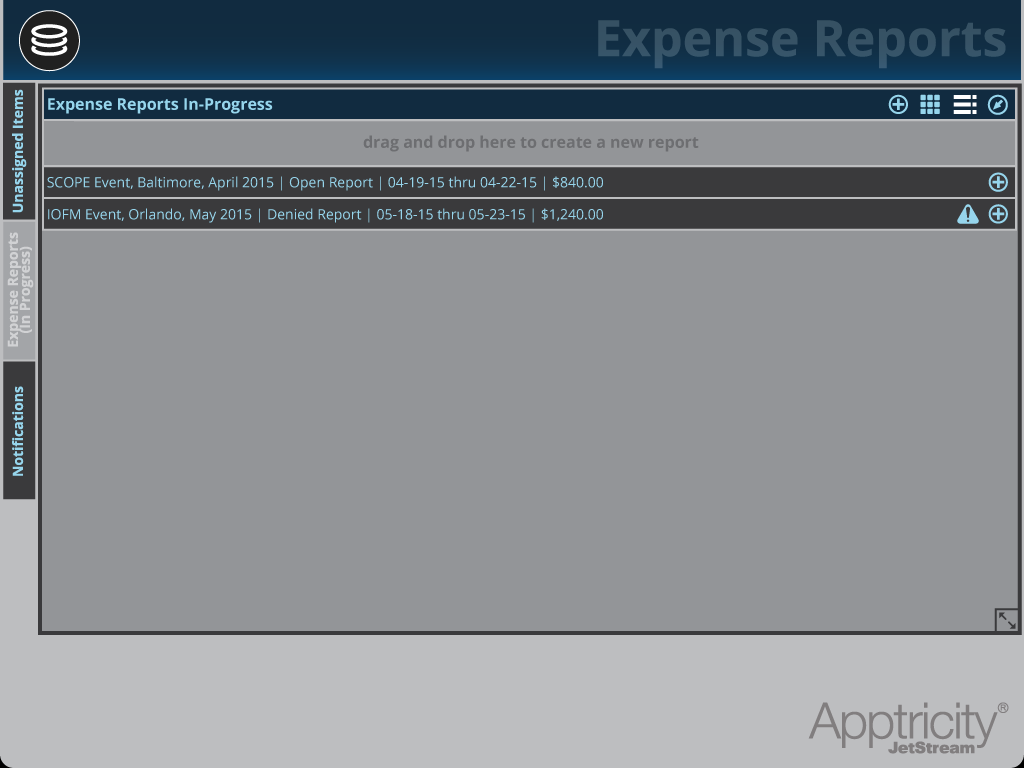 Expense Reports
Unassigned Items
Expense Reports
(In Progress)
Notifications
Expense Reports In-Progress
drag and drop here to create a new report
SCOPE Event, Baltimore, April 2015 | Open Report | 04-19-15 thru 04-22-15 | $840.00
IOFM Event, Orlando, May 2015 | Denied Report | 05-18-15 thru 05-23-15 | $1,240.00
Apptricity®
JetStream